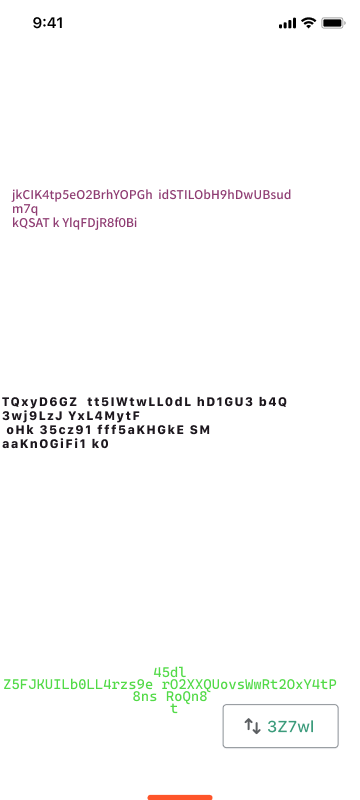 9:41
jkCIK4tp5eO2BrhYOPGh idSTILObH9hDwUBsud
m7q
kQSAT k YlqFDjR8f0Bi
TQxyD6GZ tt5IWtwLL0dL hD1GU3 b4Q
3wj9LzJ YxL4MytF
oHk 35cz91 fff5aKHGkE SM
aaKnOGiFi1 k0
45dl
Z5FJKUILb0LL4rzs9e rO2XXQUovsWwRt2OxY4tP
8ns RoQn8
t
3Z7wl